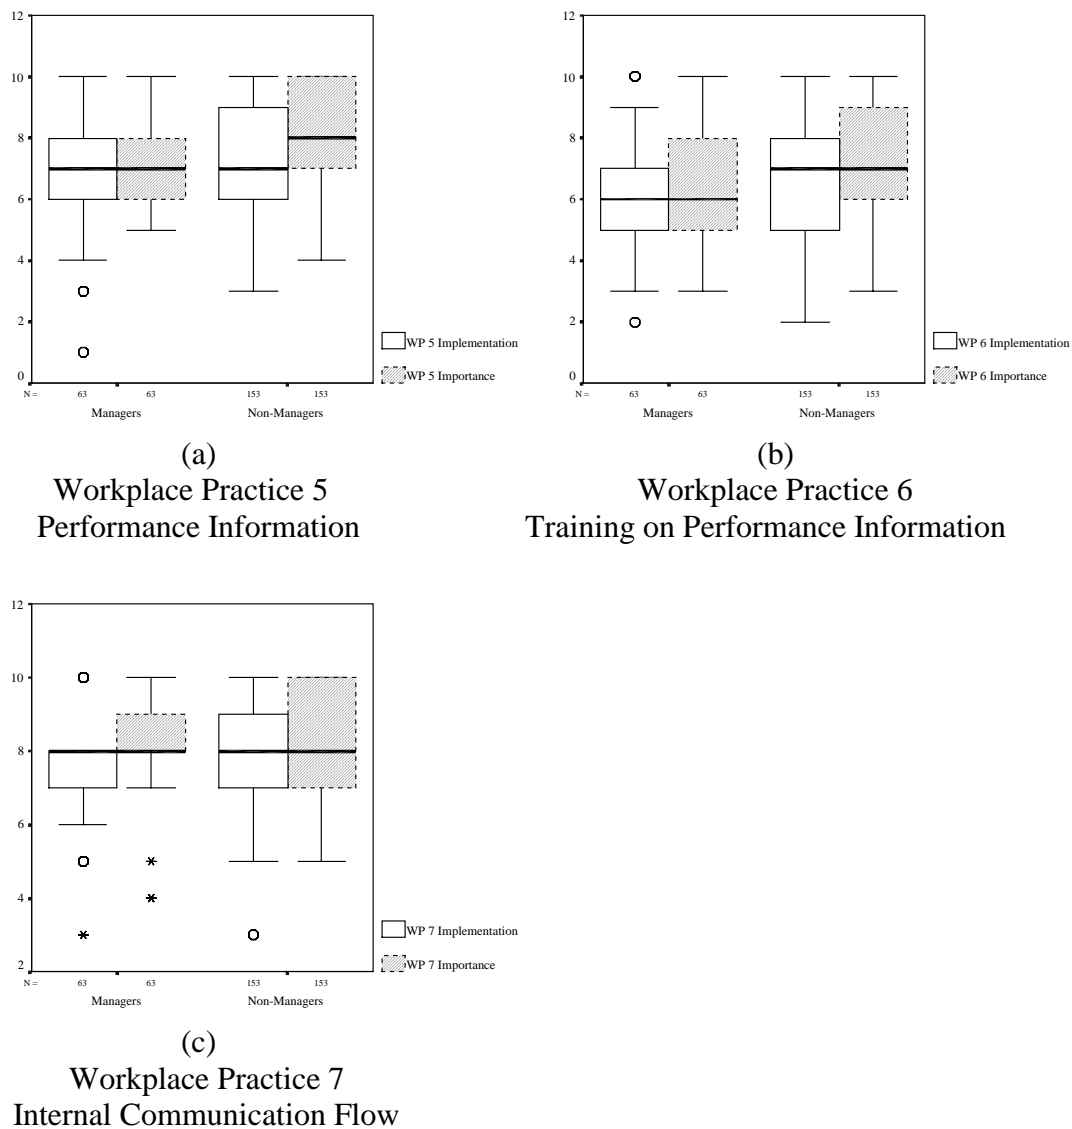 12
10
8
6
4
2
0
N = 63 63 153 153
Managers Non-Managers
WP 5 Implementation
WP 5 Importance
(a)
Workplace Practice 5
Performance Information
12
10
8
6
4
2
0
N = 63 63 153 153
Managers Non-Managers
WP 6 Implementation
WP 6 Importance
(b)
Workplace Practice 6
Training on Performance Information
12
10
8
6
4
2
N = 63 63 153 153
Managers Non-Managers
WP 7 Implementation
WP 7 Importance
(c)
Workplace Practice 7
Internal Communication Flow